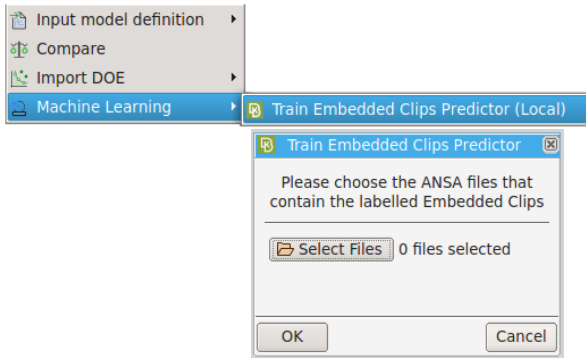 Input model definition
Compare
Import DOE
Machine Learning
Train Embedded Clips Predictor (Local)
Train Embedded Clips Predictor
Please choose the ANSA files that
contain the labelled Embedded Clips
Select Files 0 files selected
OK Cancel